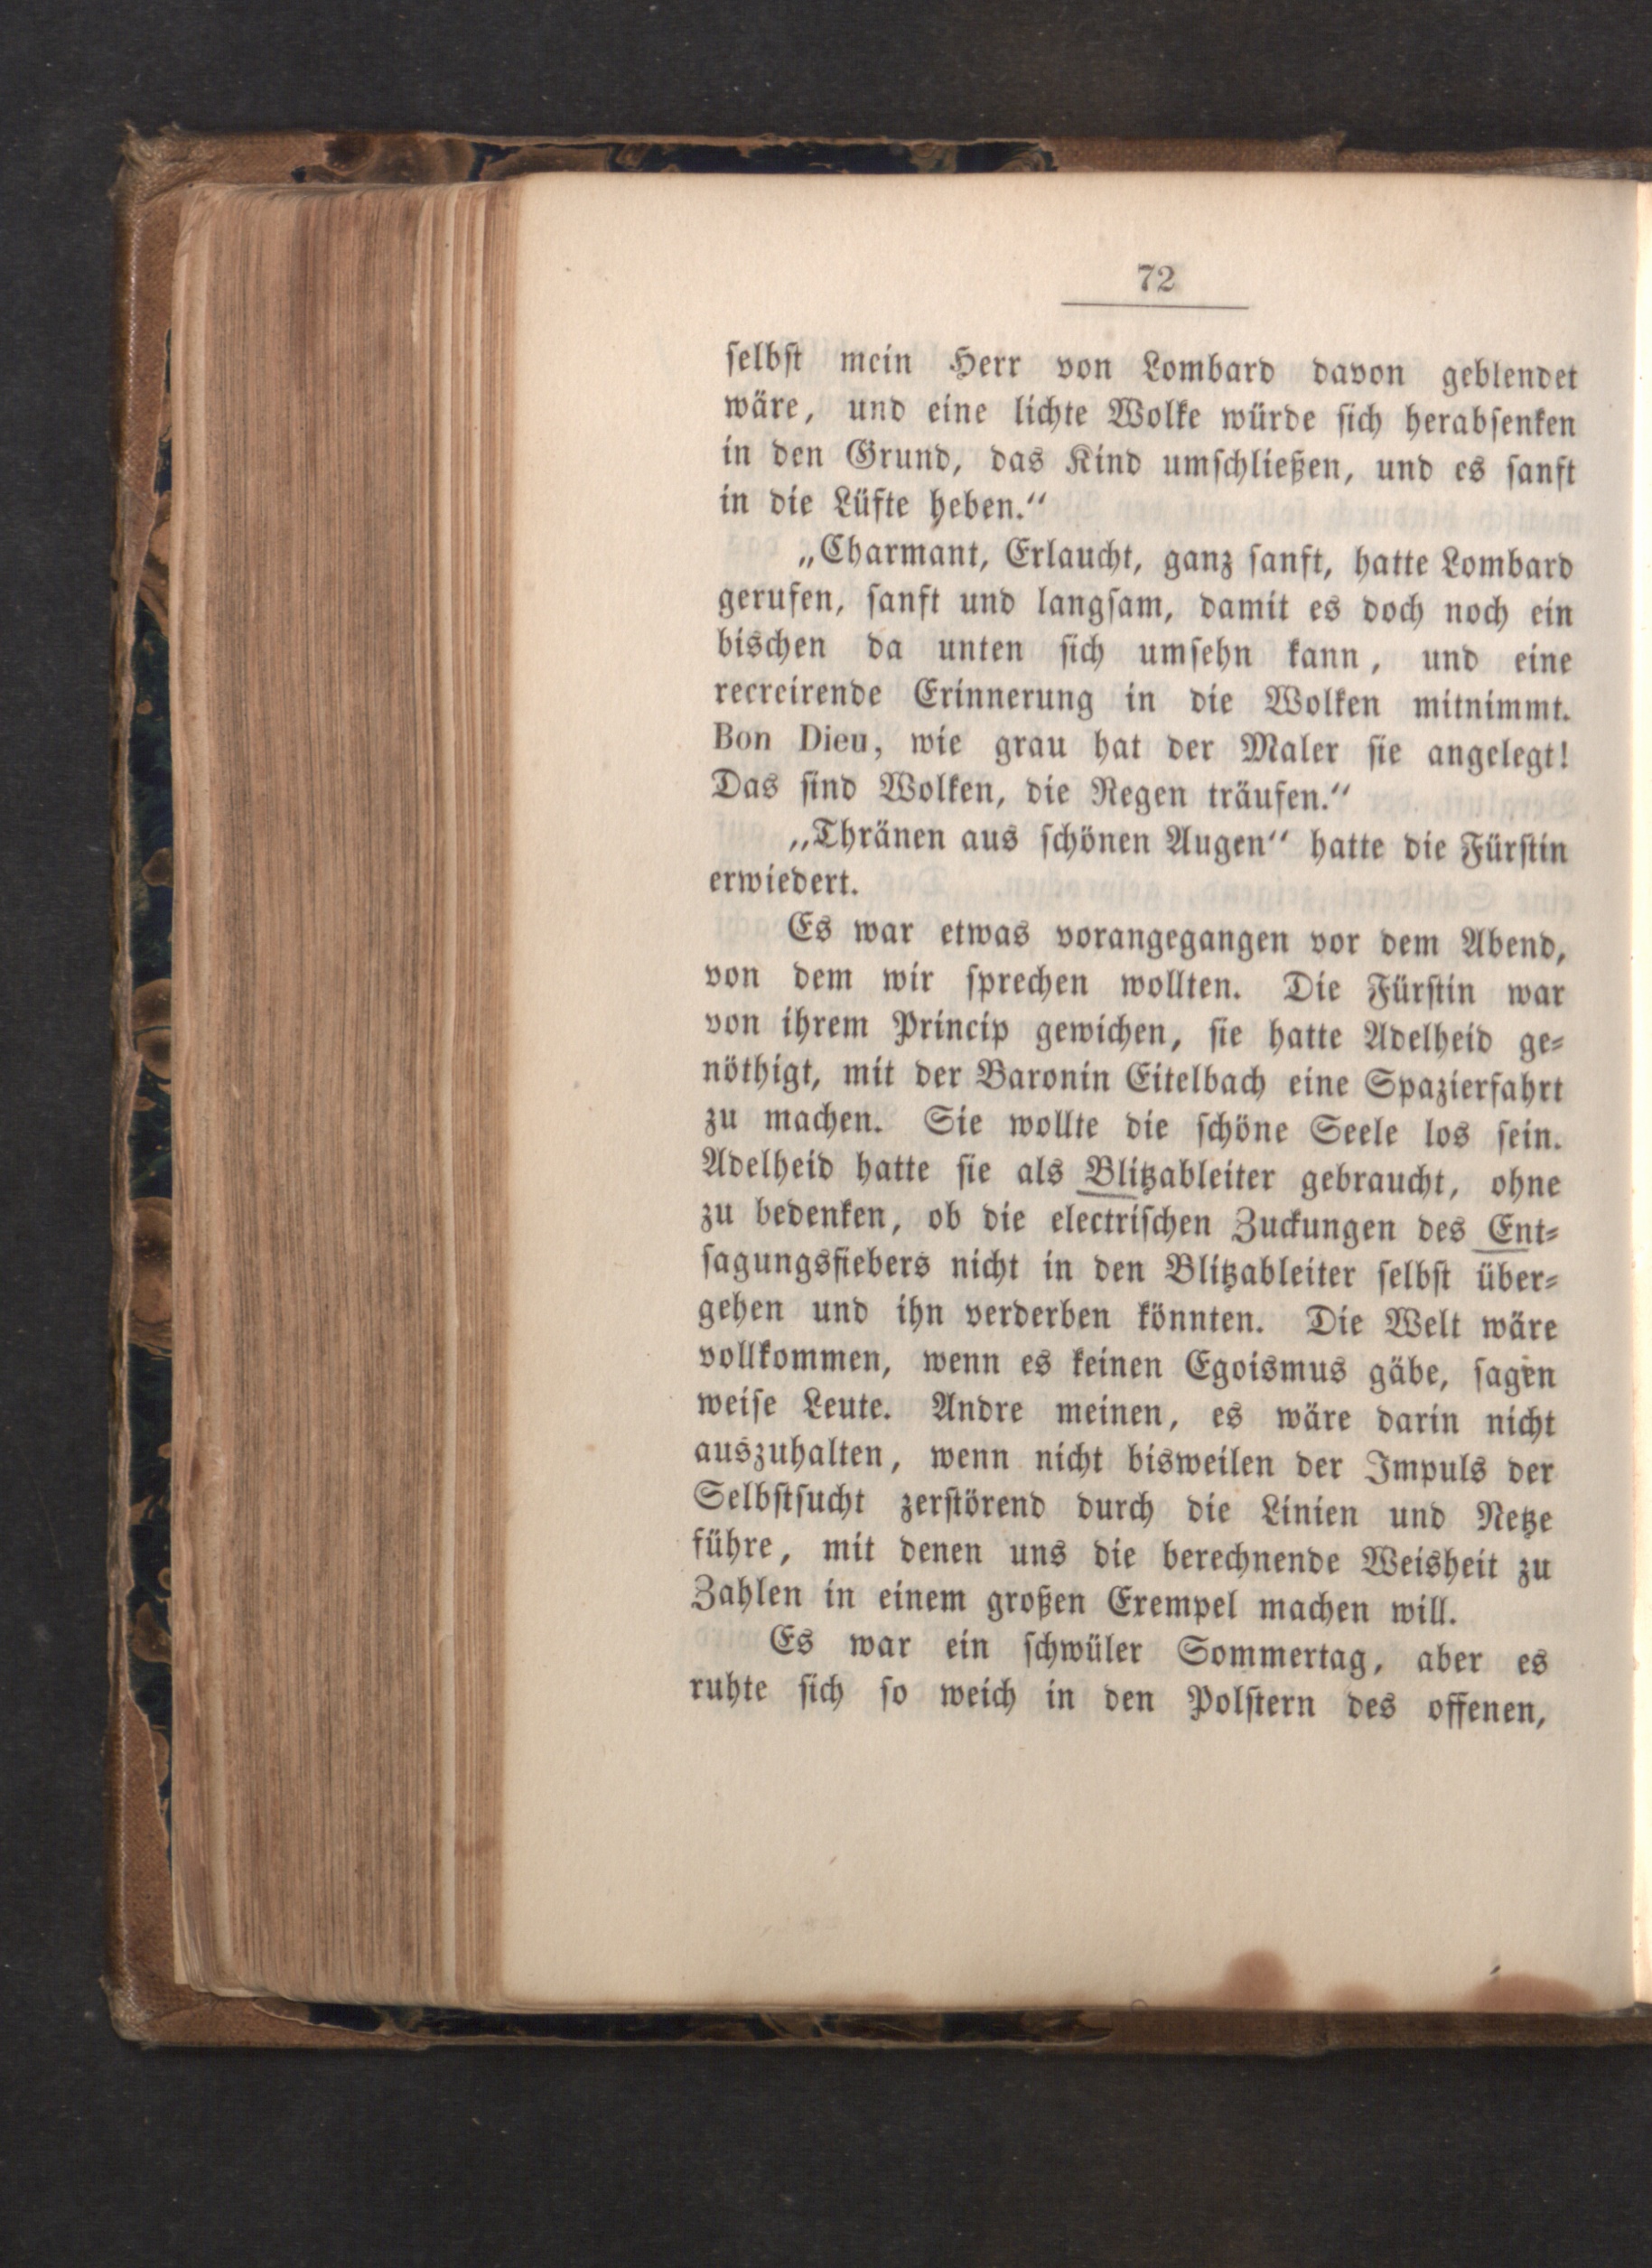 72
selbſt mein Herr von Lombard davon geblendet
wäre, und eine lichte Wolke würde ſich herabſenken
in den Grund, das Kind umſchließen, und es ſanft
in die Lüfte heben.“
„Charmant, Erlaucht, ganz ſanft, hatte Lombard
gerufen, ſanft und langſam, damit es doch noch ein
bischen da unten ſich umſehn kann, und eine
recreirende Erinnerung in die Wolken mitnimmt.
Bon Dieu, wie grau hat der Maler ſie angelegt!
Das ſind Wolken, die Regen träufen.“
„Thränen aus ſchönen Augen“ hatte die Fürſtin
erwiedert.
Es war etwas vorangegangen vor dem Abend,
von dem wir ſprechen wollten. Die Fürſtin war
von ihrem Princip gewichen, ſie hatte Adelheid ge⸗
nöthigt, mit der Baronin Eitelbach eine Spazierfahrt
zu machen. Sie wollte die ſchöne Seele los ſein.
Adelheid hatte ſie als Blitzableiter gebraucht, ohne
zu bedenken, ob die electriſchen Zuckungen des Ent⸗
ſagungsfiebers nicht in den Blitzableiter ſelbſt über⸗
gehen und ihn verderben könnten. Die Welt wäre
vollkommen, wenn es keinen Egoismus gäbe, ſagen
weiſe Leute. Andre meinen, es wäre darin nicht
auszuhalten, wenn nicht bisweilen der Impuls der
Selbſtſucht zerſtörend durch die Linien und Netze
führe, mit denen uns die berechnende Weisheit zu
Zahlen in einem großen Exempel machen will.
Es war ein ſchwüler Sommertag, aber es
ruhte ſich ſo weich in den Polſtern des offenen,